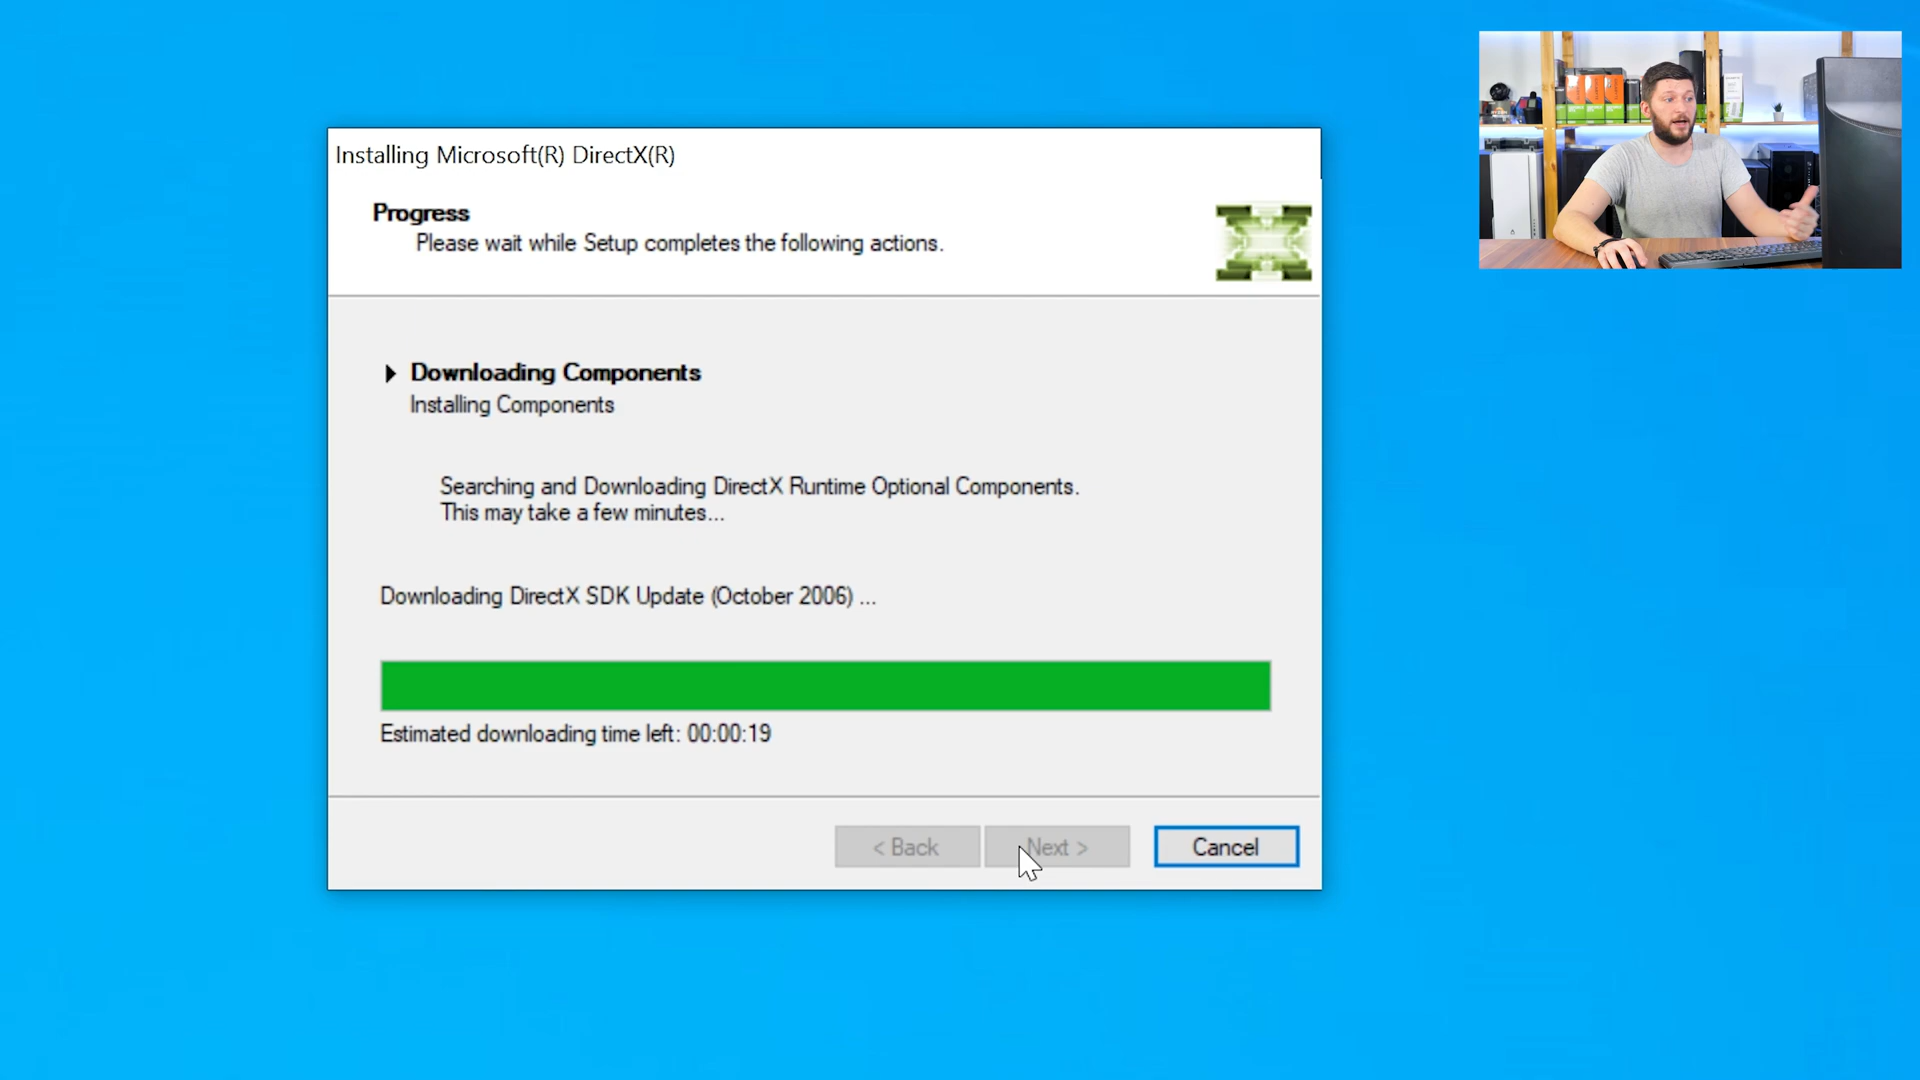 Installing Microsoft(R) DirectX(R)
Progress
Please wait while Setup completes the following actions.
Downloading Components
Installing Components
Searching and Downloading DirectX Runtime Optional Components.
This may take a few minutes...
Downloading DirectX SDK Update (October 2006) ...
Estimated downloading time left: 00:00:19
< Back
Next >
Cancel